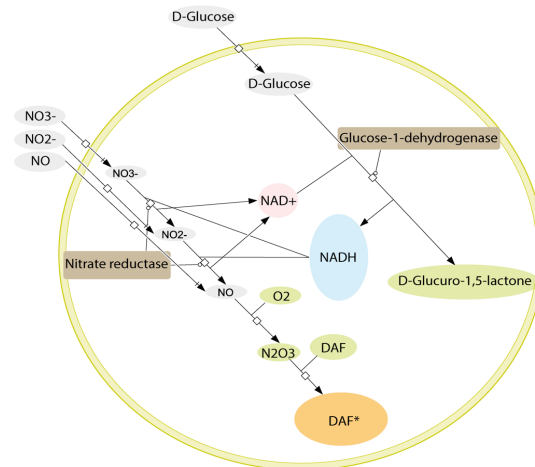 D-Glucose
D-Glucose
NO3-
NO2-
NO
Glucose-1-dehydrogenase
NO3-
NAD+
NO2-
NADH
Nitrate reductase
D-Glucuro-1,5-lactone
NO
O2
N2O3
DAF
DAF*